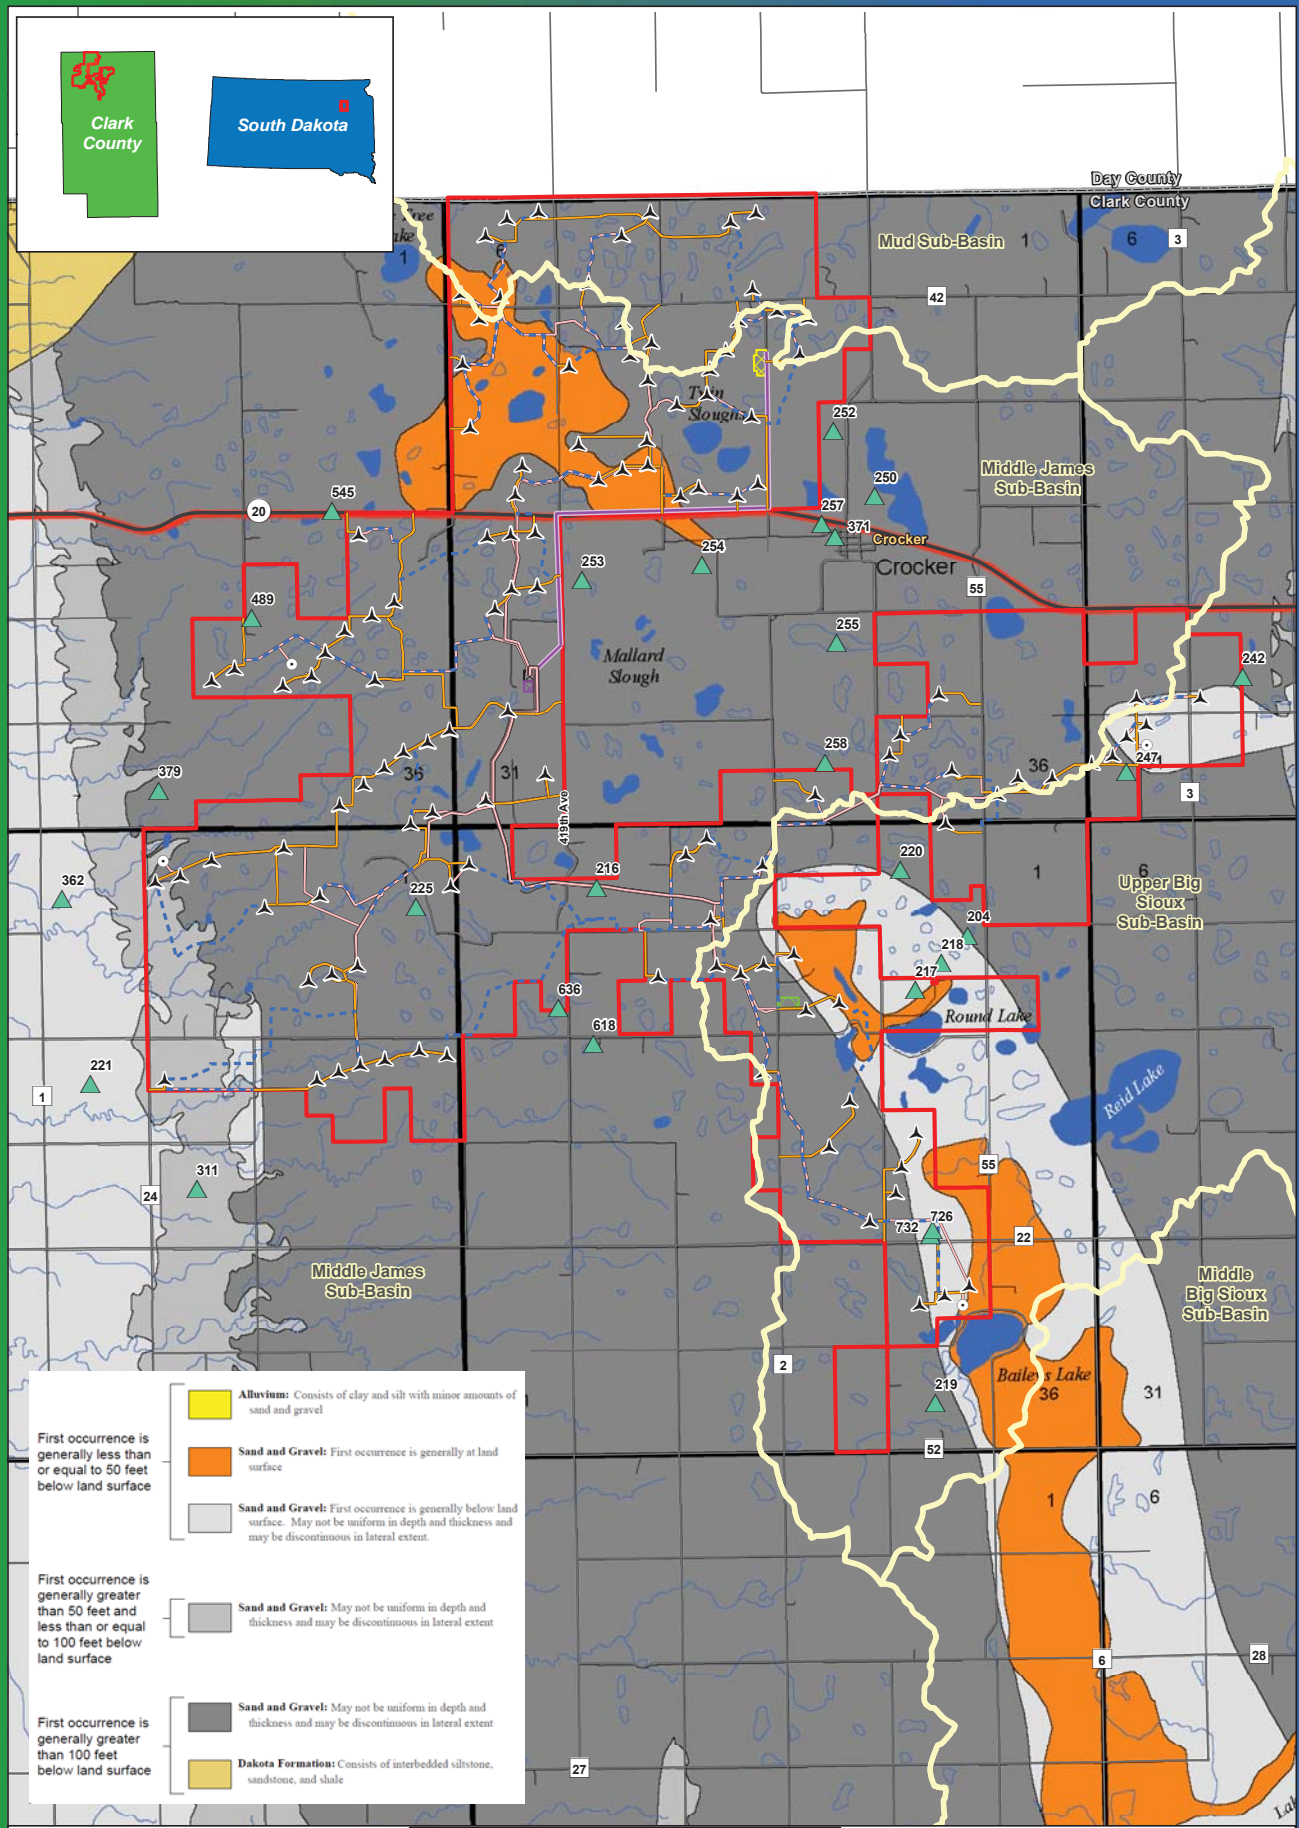 Clark
County
South Dakota
Day County
Clark County
Tree
Lake
1
6
Mud Sub-Basin
1
6
3
42
Twin
Sloughs
252
250
Middle James
Sub-Basin
545
20
257
371
Crocker
254
253
Crocker
55
489
255
Mallard
Slough
242
258
247
379
36
31
36
3
419th Ave
362
225
216
220
1
6
Upper Big
Sioux
Sub-Basin
204
218
217
636
Round Lake
618
221
1
Reid Lake
311
24
55
732
726
22
Middle James
Sub-Basin
Middle
Big Sioux
Sub-Basin
2
Baileys Lake
36
31
219
52
1
6
6
28
27
Lak
First occurrence is
generally less than
or equal to 50 feet
below land surface
Alluvium: Consists of clay and silt with minor amounts of
sand and gravel
Sand and Gravel: First occurrence is generally at land
surface
Sand and Gravel: First occurrence is generally below land
surface. May not be uniform in depth and thickness and
may be discontinuous in lateral extent.
First occurrence is
generally greater
than 50 feet and
less than or equal
to 100 feet below
land surface
Sand and Gravel: May not be uniform in depth and
thickness and may be discontinuous in lateral extent
First occurrence is
generally greater
than 100 feet
below land surface
Sand and Gravel: May not be uniform in depth and
thickness and may be discontinuous in lateral extent
Dakota Formation: Consists of interbedded siltstone,
sandstone, and shale